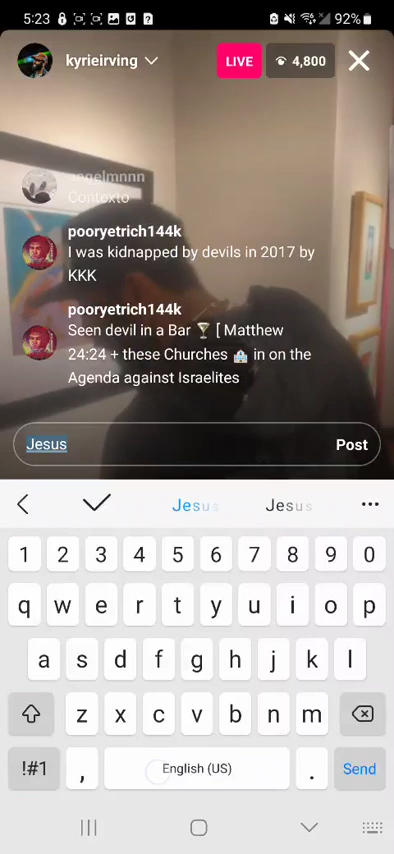 5:23
92%
kyrieirving
LIVE
4,800
angelmnnn
Contexto
pooryetrich144k
I was kidnapped by devils in 2017 by
KKK
pooryetrich144k
Seen devil in a Bar 🍸 [ Matthew
24:24 + these Churches ⛪ in on the
Agenda against Israelites
Jesus
Post
Jesus
Jesus
1 2 3 4 5 6 7 8 9 0
q w e r t y u i o p
a s d f g h j k l
z x c v b n m
!#1 , English (US) . Send